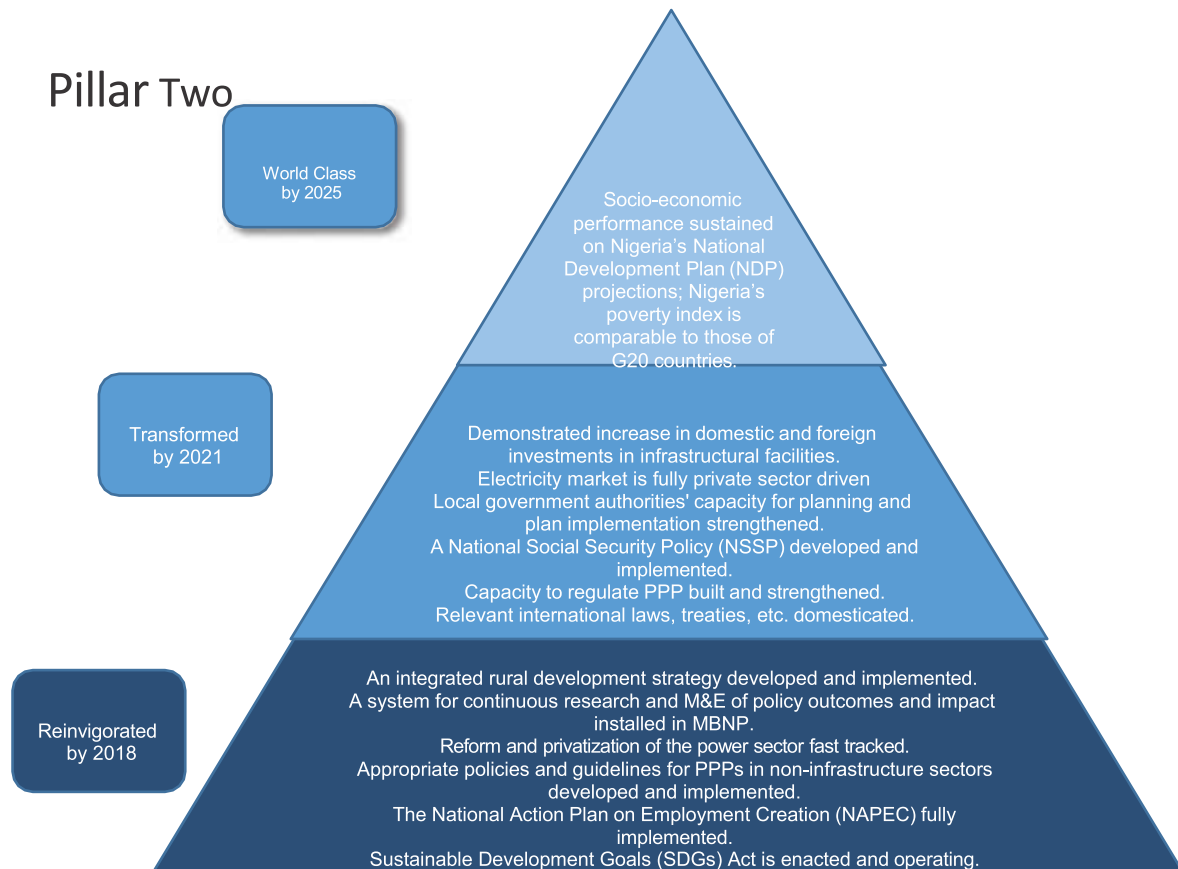 Pillar Two
World Class
by 2025
Socio-economic
performance sustained
on Nigeria's National
Development Plan (NDP)
projections; Nigeria's
poverty index is
comparable to those of
G20 countries.
Transformed
by 2021
Demonstrated increase in domestic and foreign
investments in infrastructural facilities.
Electricity market is fully private sector driven
Local government authorities' capacity for planning and
plan implementation strengthened.
A National Social Security Policy (NSSP) developed and
implemented.
Capacity to regulate PPP built and strengthened.
Relevant international laws, treaties, etc. domesticated.
Reinvigorated
by 2018
An integrated rural development strategy developed and implemented.
A system for continuous research and M&E of policy outcomes and impact
installed in MBNP.
Reform and privatization of the power sector fast tracked.
Appropriate policies and guidelines for PPPs in non-infrastructure sectors
developed and implemented.
The National Action Plan on Employment Creation (NAPEC) fully
implemented.
Sustainable Development Goals (SDGs) Act is enacted and operating.